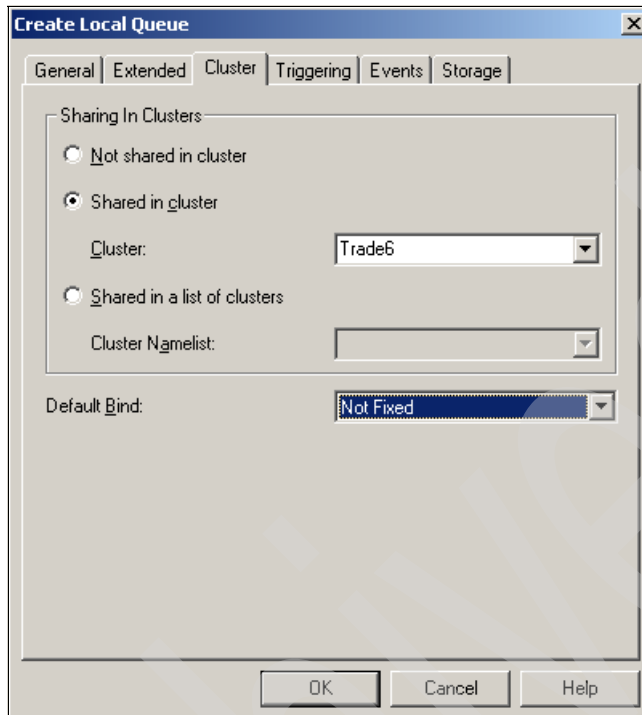 Create Local Queue
General Extended Cluster Triggering Events Storage
Sharing In Clusters
Not shared in cluster
Shared in cluster
Cluster: Trade6
Shared in a list of clusters
Cluster Namelist:
Default Bind: Not Fixed
OK Cancel Help